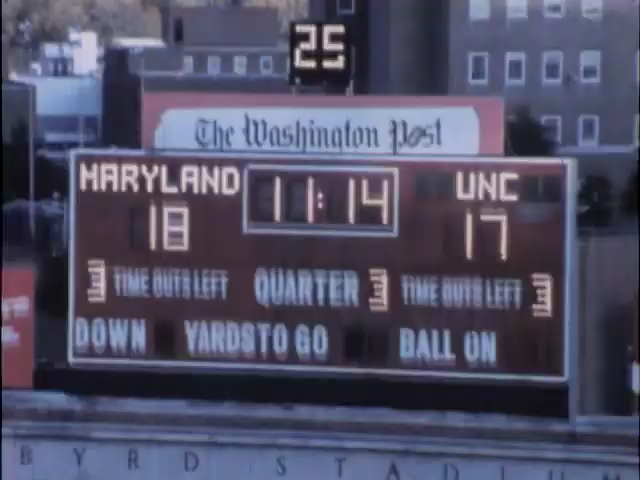 25
The Washington Post
MARYLAND 11:14 UNC
18 17
3 TIME OUTS LEFT QUARTER 3 TIME OUTS LEFT 3
DOWN YARDS TO GO BALL ON
BYRD STADIUM